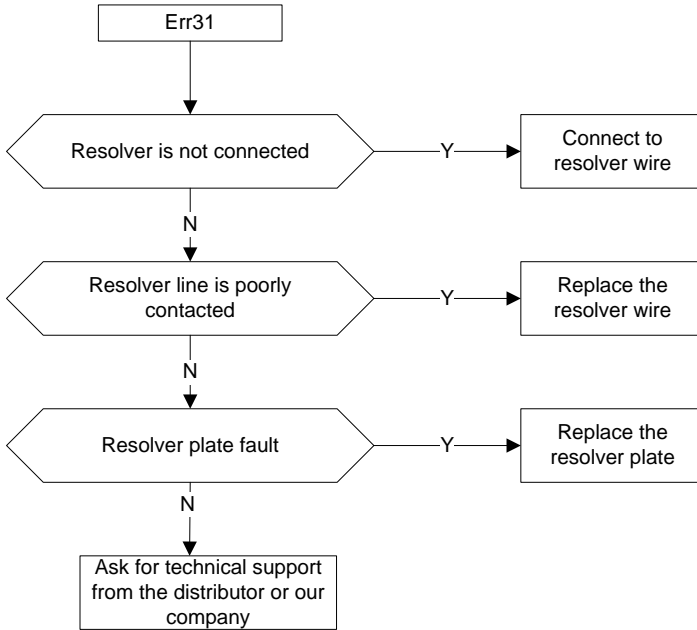 Err31
Resolver is not connected
Y
Connect to
resolver wire
N
Resolver line is poorly
contacted
Y
Replace the
resolver wire
N
Resolver plate fault
Y
Replace the
resolver plate
N
Ask for technical support
from the distributor or our
company